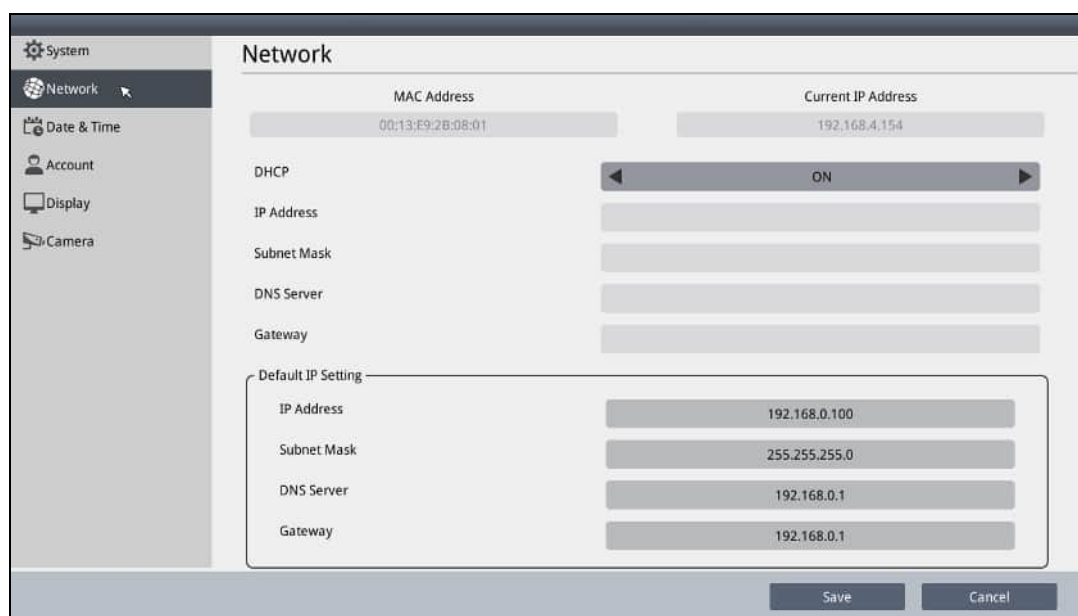 System
Network
Date & Time
Account
Display
Camera
Network
MAC Address Current IP Address
00:13:E9:2B:08:01 192.168.4.154
DHCP ON
IP Address
Subnet Mask
DNS Server
Gateway
Default IP Setting
IP Address 192.168.0.100
Subnet Mask 255.255.255.0
DNS Server 192.168.0.1
Gateway 192.168.0.1
Save Cancel